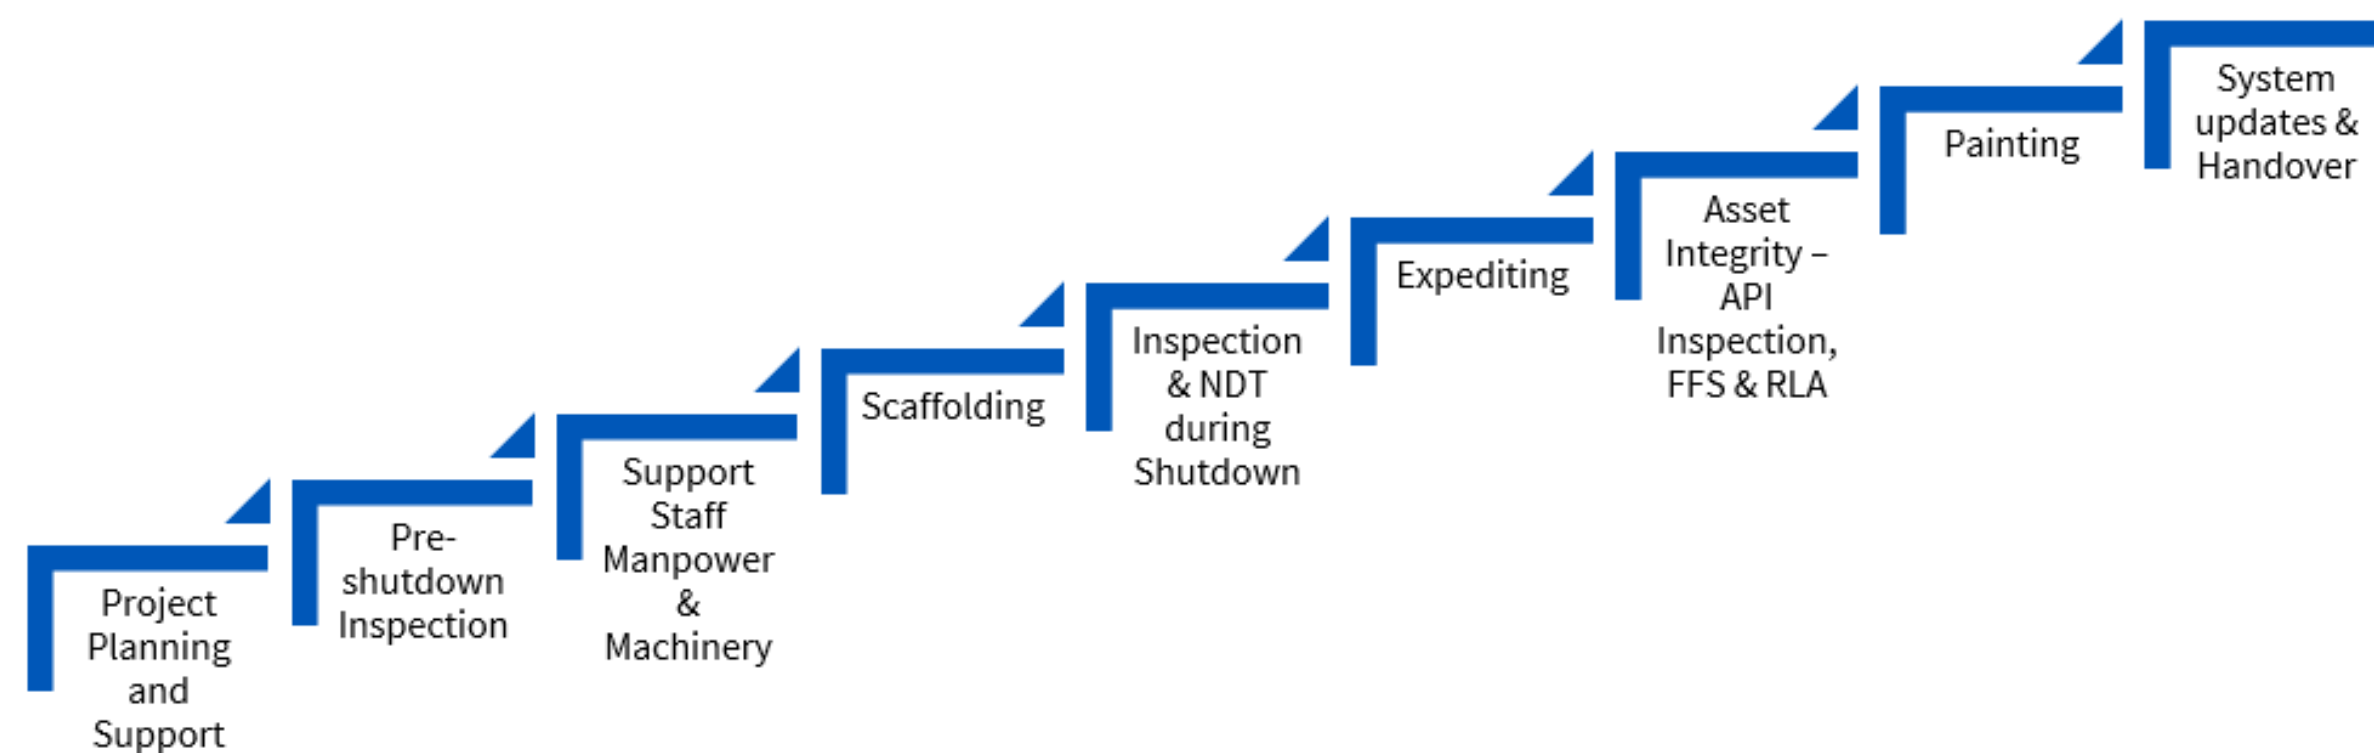 Project
Planning
and
Support
Pre-
shutdown
Inspection
Support
Staff
Manpower
&
Machinery
Scaffolding
Inspection
& NDT
during
Shutdown
Expediting
Asset
Integrity –
API
Inspection,
FFS & RLA
Painting
System
updates &
Handover